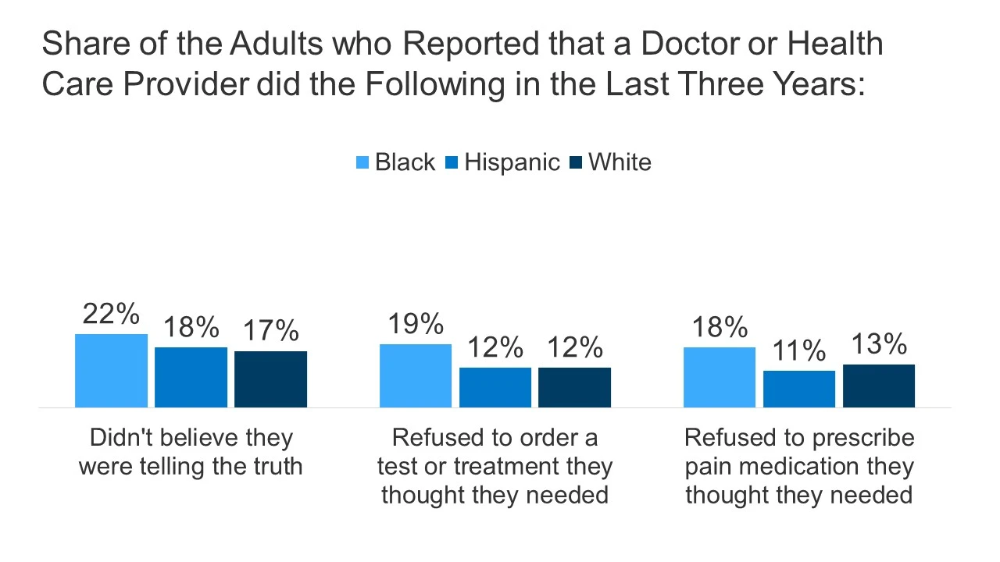 Share of the Adults who Reported that a Doctor or Health
Care Provider did the Following in the Last Three Years:
Black Hispanic White
22% 18% 17% 19% 12% 12% 18% 11% 13%
Didn't believe they
were telling the truth
Refused to order a
test or treatment they
thought they needed
Refused to prescribe
pain medication they
thought they needed